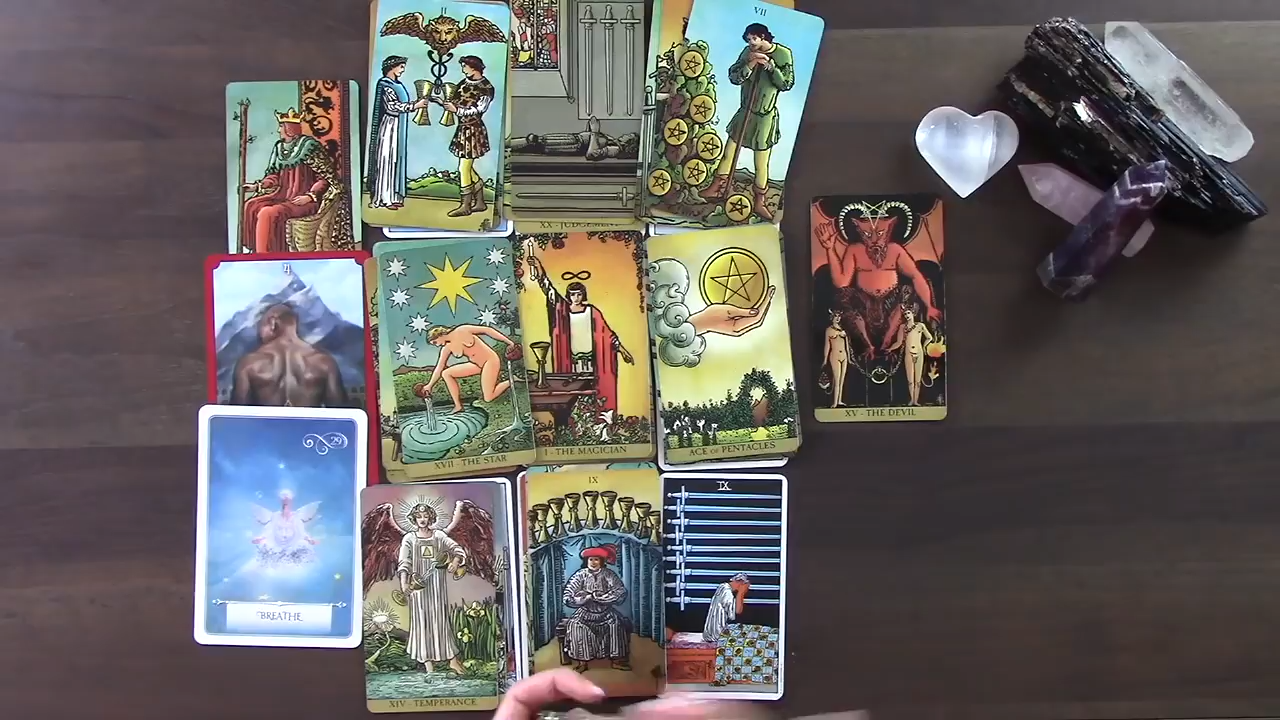 II
VII
XX - JUDGEMENT
XVII - THE STAR
I - THE MAGICIAN
ACE OF PENTACLES
XV - THE DEVIL
29
BREATHE
IX
IX
XIV - TEMPERANCE